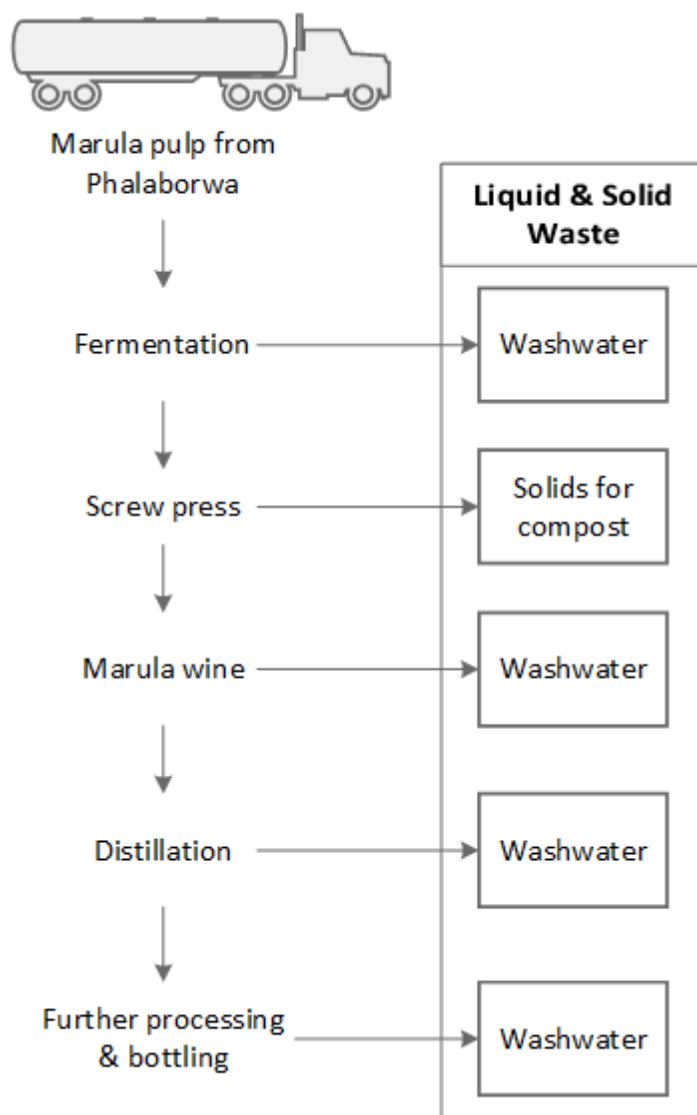 Marula pulp from
Phalaborwa
Liquid & Solid
Waste
Fermentation
Washwater
Screw press
Solids for
compost
Marula wine
Washwater
Distillation
Washwater
Further processing
& bottling
Washwater